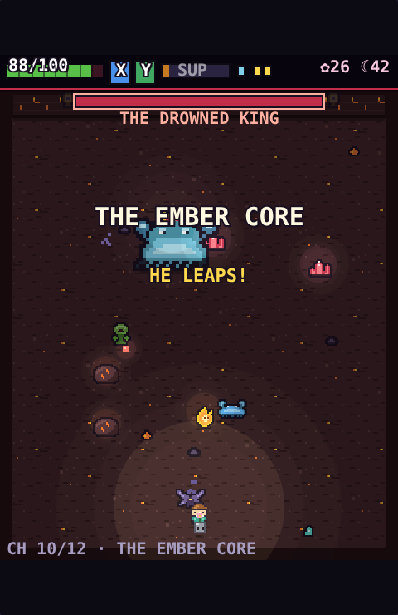 88/100 X Y SUP ✿26 ☾42
THE DROWNED KING
THE EMBER CORE
HE LEAPS!
CH 10/12 · THE EMBER CORE